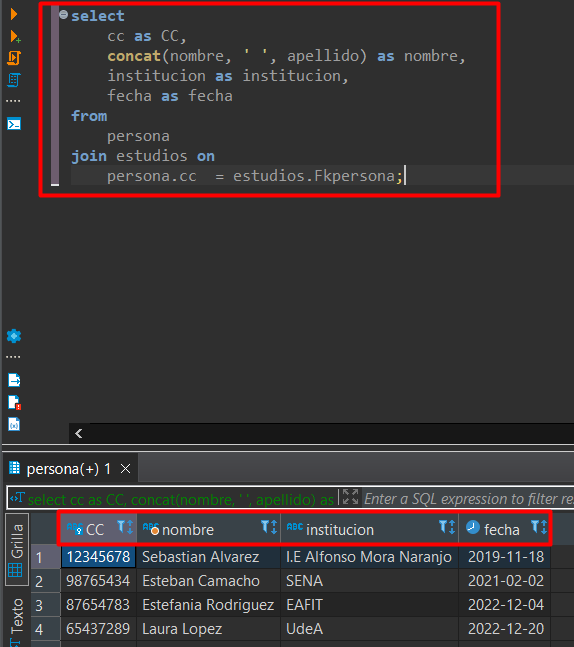 select
cc as CC,
concat(nombre, ' ', apellido) as nombre,
institucion as institucion,
fecha as fecha
from
persona
join estudios on
persona.cc  = estudios.Fkpersona;
persona(+) 1
select cc as CC, concat(nombre, ' ', apellido) as Enter a SQL expression to filter re
Grilla
Texto
CC ABC nombre ABC institucion fecha
1 12345678 Sebastian Alvarez I.E Alfonso Mora Naranjo 2019-11-18
2 98765434 Esteban Camacho SENA 2021-02-02
3 87654783 Estefania Rodriguez EAFIT 2022-12-04
4 65437289 Laura Lopez UdeA 2022-12-20